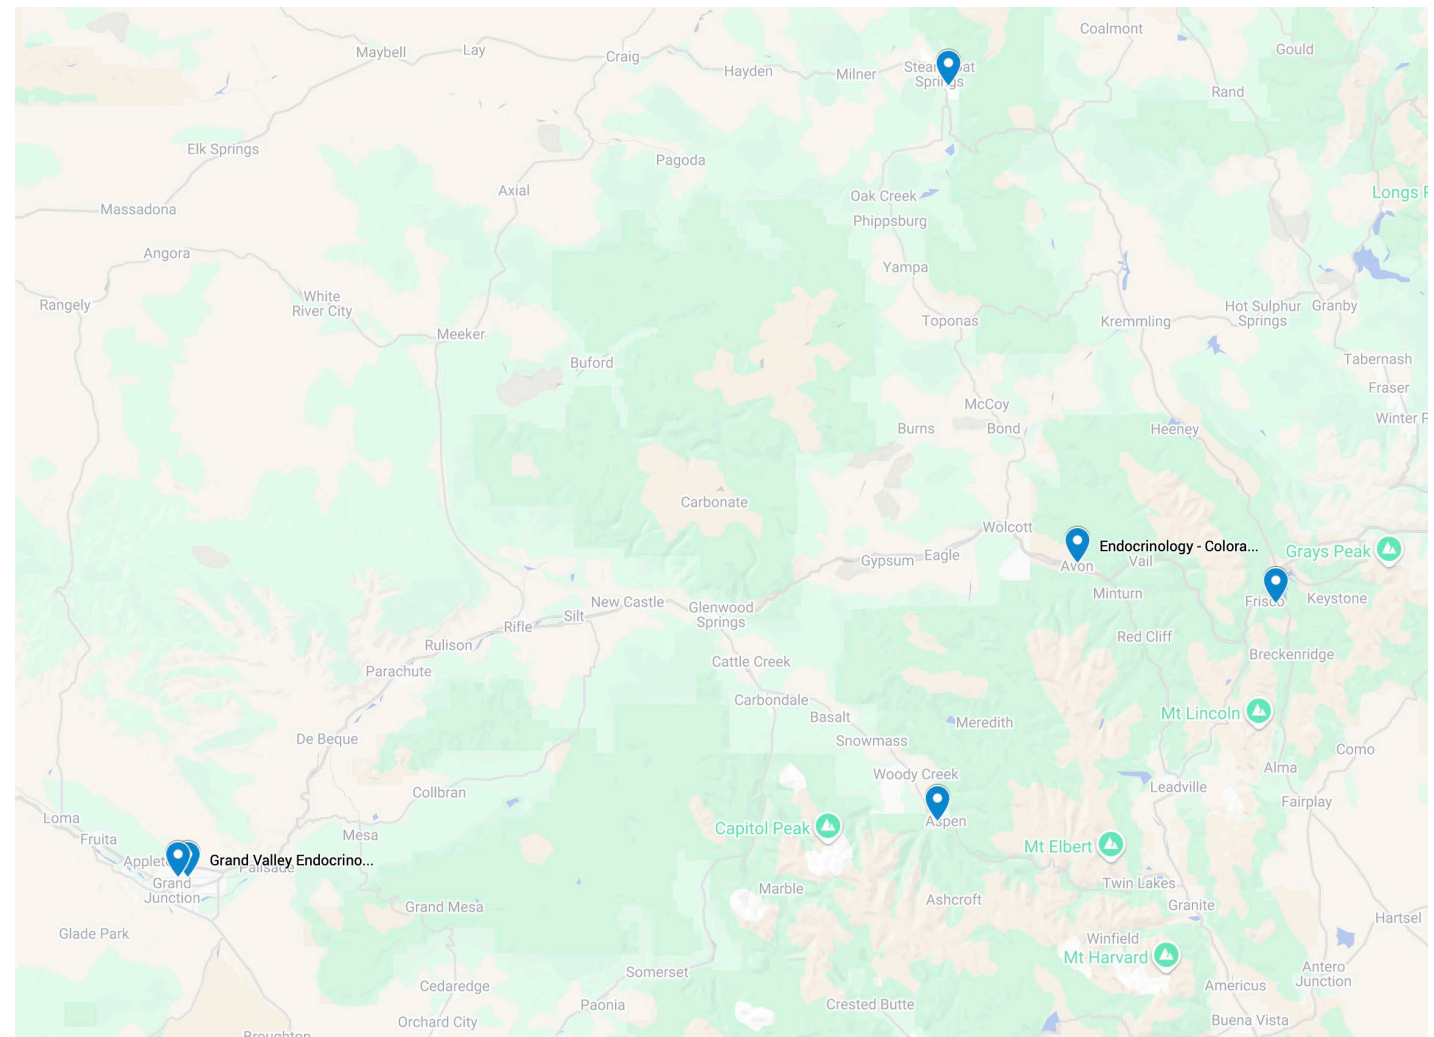 Coalmont
Maybell
Lay
Craig
Gould
Hayden
Milner
Springs
Rand
Elk Springs
Pagoda
Axial
Oak Creek
Longs
Massadona
Phippsburg
Angora
Yampa
White
River City
Rangely
Hot Sulphur
Springs
Granby
Toponas
Kremmling
Meeker
Buford
Tabernash
Fraser
McCoy
Winter
Burns
Bond
Heeney
Carbonate
Wolcott
Endocrinology - Colora...
Grays Peak
Gypsum
Eagle
Avon
Vail
Minturn
Frisco
Keystone
New Castle
Glenwood
Springs
Silt
Rifle
Red Cliff
Rulison
Breckenridge
Cattle Creek
Parachute
Carbondale
Basalt
Mt Lincoln
Meredith
De Beque
Snowmass
Como
Woody Creek
Alma
Leadville
Collbran
Fairplay
Loma
Aspen
Capitol Peak
Fruita
Mesa
Mt Elbert
Grand Valley Endocrino...
Palisade
Grand
Junction
Marble
Twin Lakes
Ashcroft
Granite
Grand Mesa
Hartsel
Glade Park
Winfield
Mt Harvard
Somerset
Antero
Junction
Cedaredge
Americus
Paonia
Crested Butte
Orchard City
Buena Vista